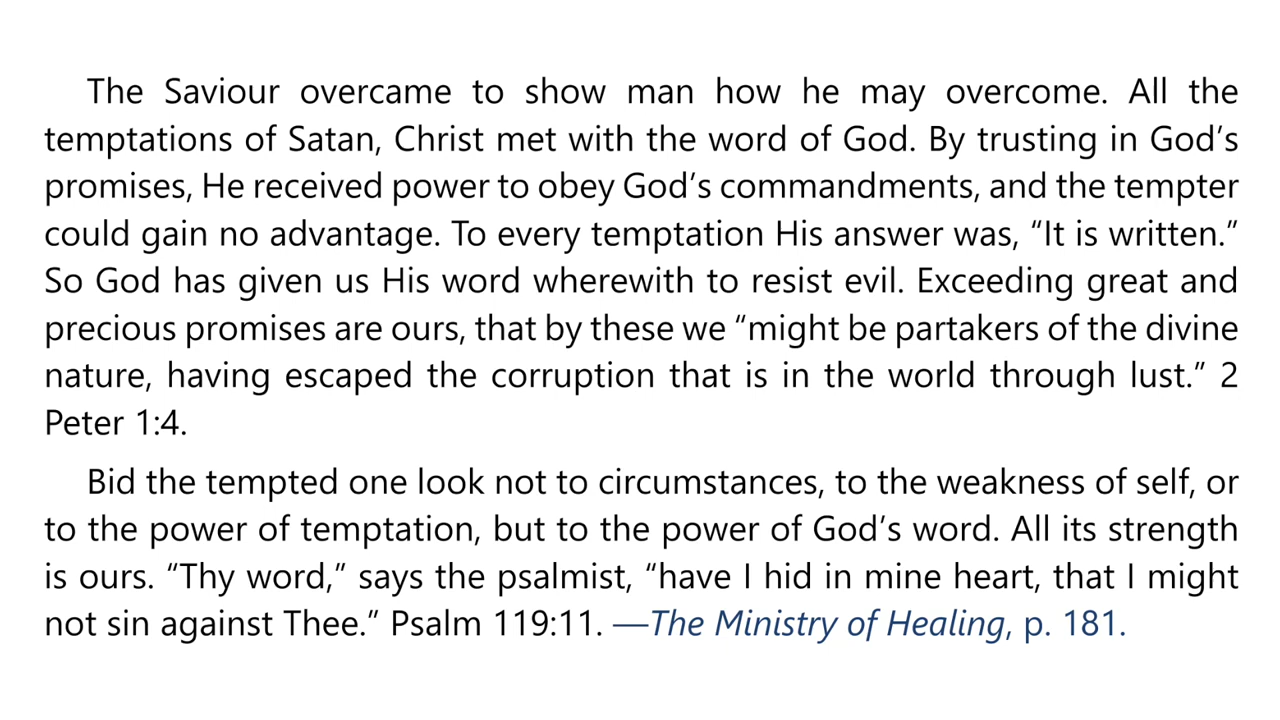 The Saviour overcame to show man how he may overcome. All the
temptations of Satan, Christ met with the word of God. By trusting in God’s
promises, He received power to obey God’s commandments, and the tempter
could gain no advantage. To every temptation His answer was, “It is written.”
So God has given us His word wherewith to resist evil. Exceeding great and
precious promises are ours, that by these we “might be partakers of the divine
nature, having escaped the corruption that is in the world through lust.” 2
Peter 1:4.
Bid the tempted one look not to circumstances, to the weakness of self, or
to the power of temptation, but to the power of God’s word. All its strength
is ours. “Thy word,” says the psalmist, “have I hid in mine heart, that I might
not sin against Thee.” Psalm 119:11. —The Ministry of Healing, p. 181.